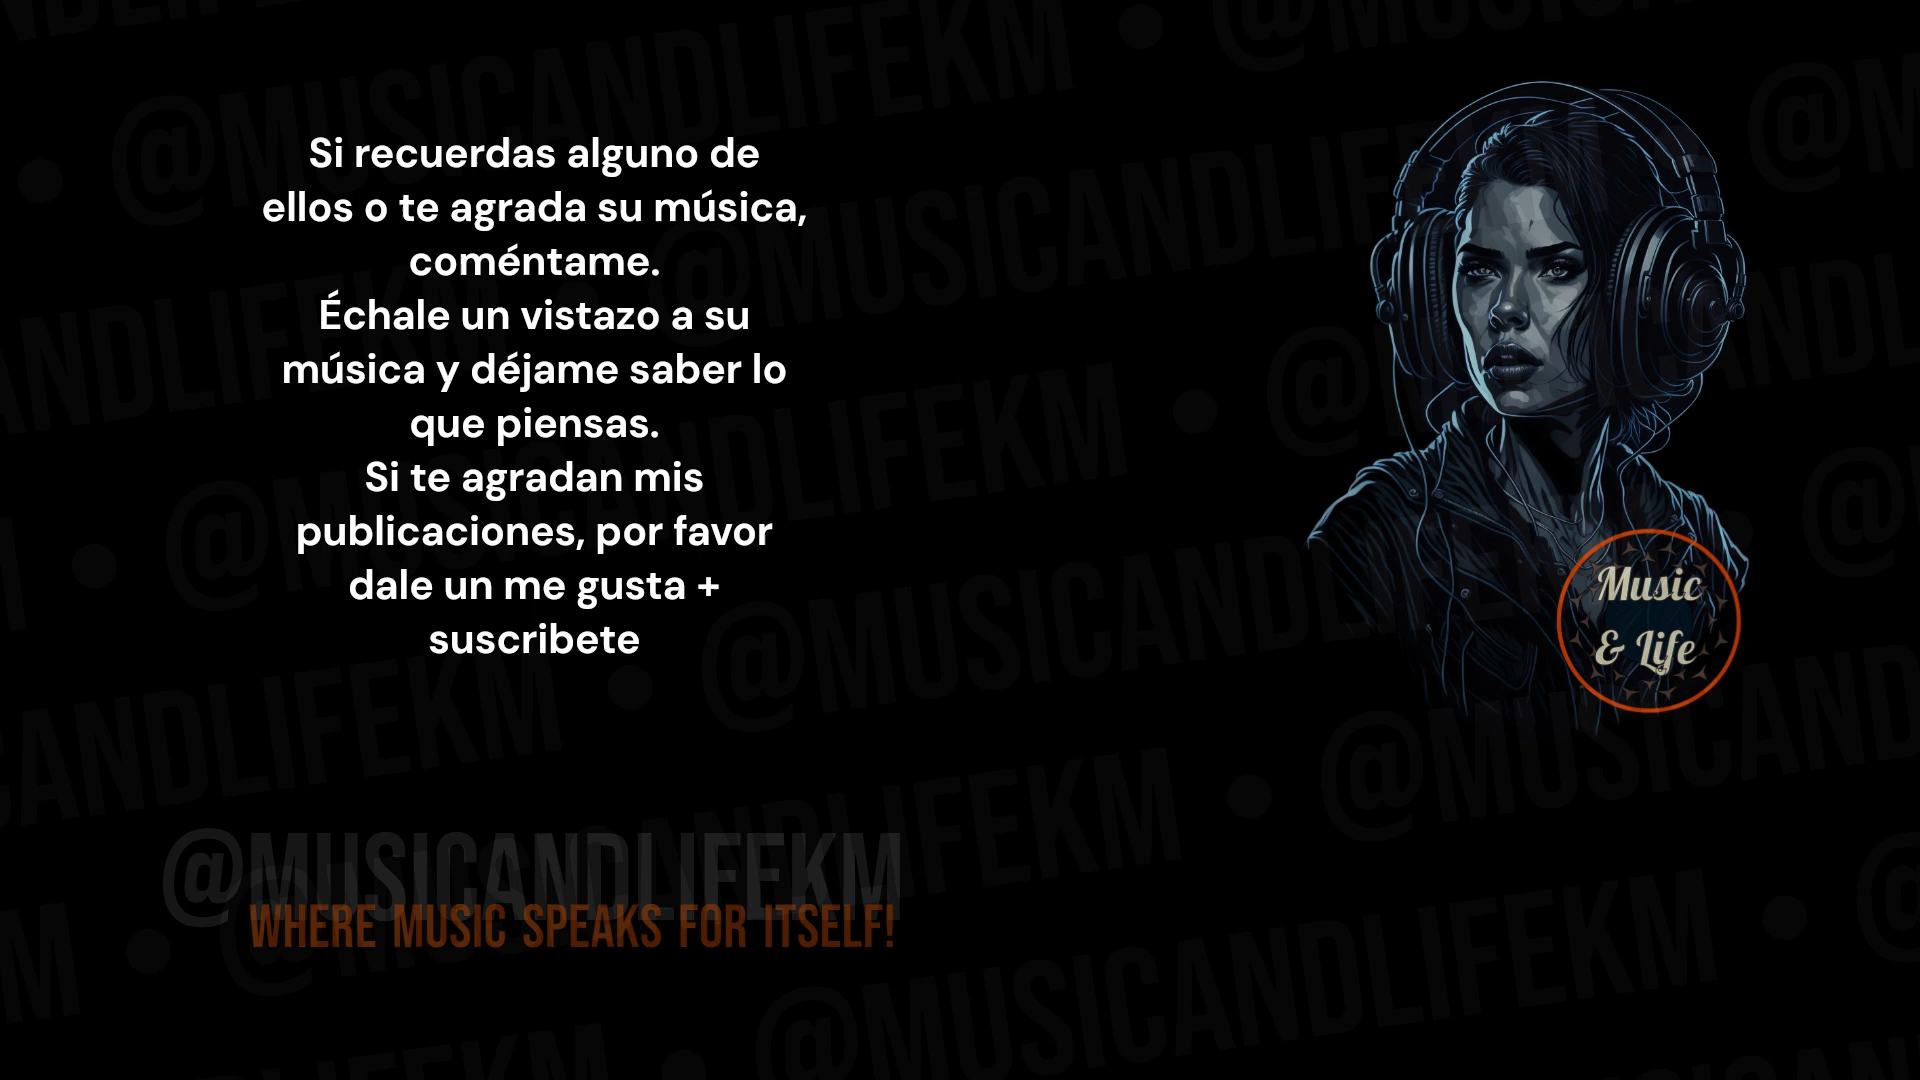 Si recuerdas alguno de
ellos o te agrada su música,
coméntame.
Échale un vistazo a su
música y déjame saber lo
que piensas.
Si te agradan mis
publicaciones, por favor
dale un me gusta +
suscribete
Music
& Life
@MUSICANDLIFEKM
WHERE MUSIC SPEAKS FOR ITSELF!